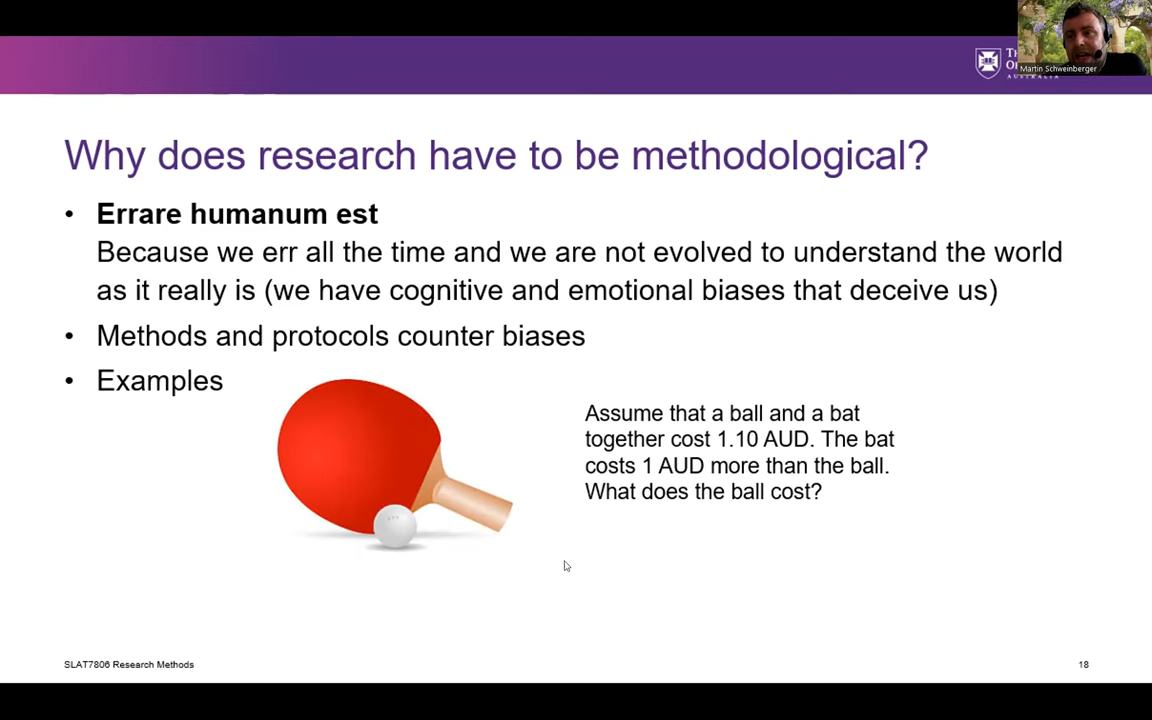 Martin Schweinberger
AUSTRALIA
Why does research have to be methodological?
• Errare humanum est
Because we err all the time and we are not evolved to understand the world
as it really is (we have cognitive and emotional biases that deceive us)
• Methods and protocols counter biases
• Examples
Assume that a ball and a bat
together cost 1.10 AUD. The bat
costs 1 AUD more than the ball.
What does the ball cost?
SLAT7806 Research Methods
18